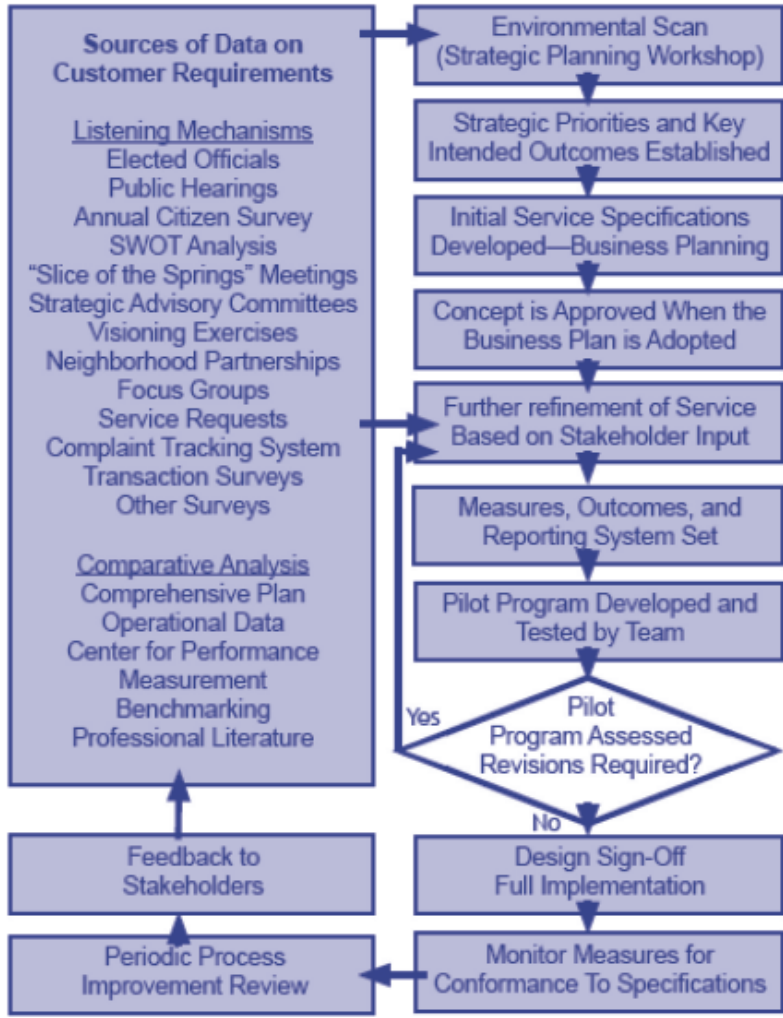 Sources of Data on
Customer Requirements
Listening Mechanisms
Elected Officials
Public Hearings
Annual Citizen Survey
SWOT Analysis
“Slice of the Springs” Meetings
Strategic Advisory Committees
Visioning Exercises
Neighborhood Partnerships
Focus Groups
Service Requests
Complaint Tracking System
Transaction Surveys
Other Surveys
Comparative Analysis
Comprehensive Plan
Operational Data
Center for Performance
Measurement
Benchmarking
Professional Literature
Environmental Scan
(Strategic Planning Workshop)
Strategic Priorities and Key
Intended Outcomes Established
Initial Service Specifications
Developed—Business Planning
Concept is Approved When the
Business Plan is Adopted
Further refinement of Service
Based on Stakeholder Input
Measures, Outcomes, and
Reporting System Set
Pilot Program Developed and
Tested by Team
Yes
Pilot
Program Assessed
Revisions Required?
No
Design Sign-Off
Full Implementation
Monitor Measures for
Conformance To Specifications
Periodic Process
Improvement Review
Feedback to
Stakeholders